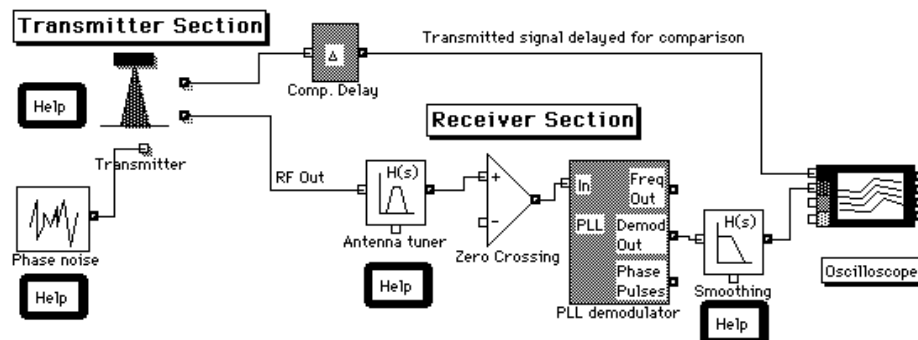 Transmitter Section
Help
Transmitter
Δ
Comp. Delay
Transmitted signal delayed for comparison
Receiver Section
RF Out
Phase noise
Help
H(s)
Antenna tuner
Help
+
-
Zero Crossing
In
PLL
Freq
Out
Demod
Out
Phase
Pulses
PLL demodulator
H(s)
Smoothing
Help
Oscilloscope